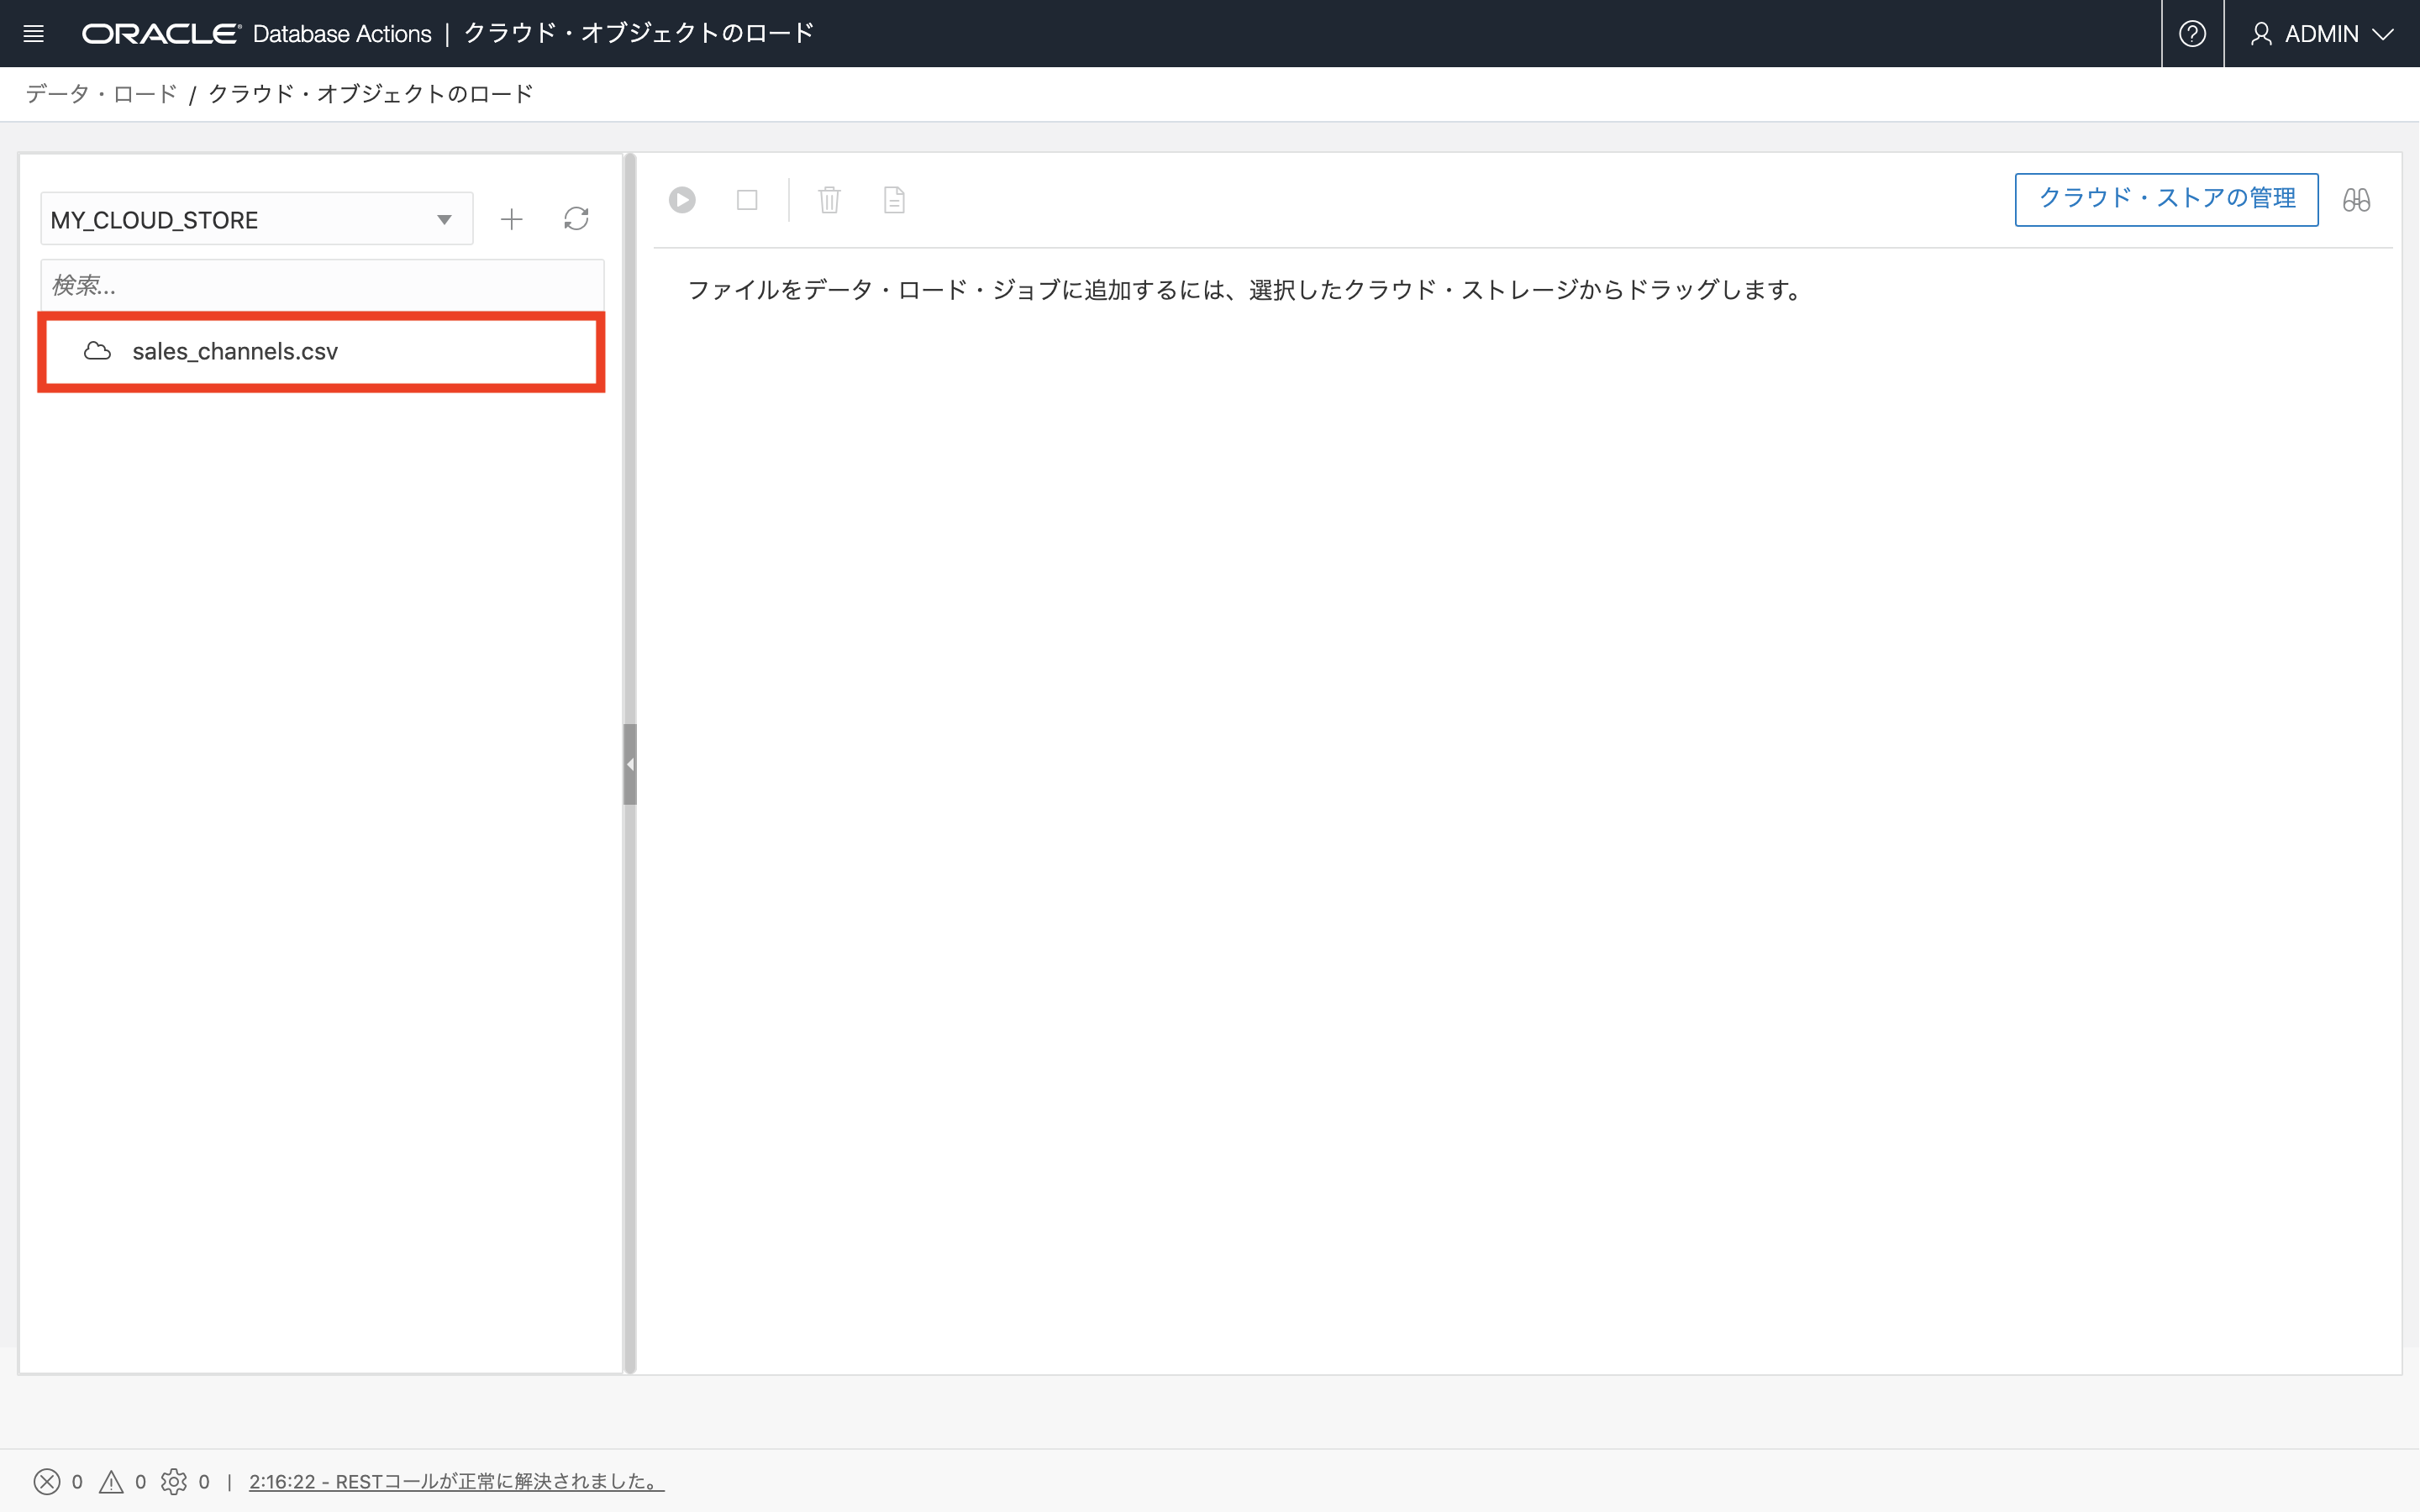 ORACLE Database Actions | クラウド・オブジェクトのロード
ADMIN
データ・ロード / クラウド・オブジェクトのロード
MY_CLOUD_STORE
検索...
sales_channels.csv
クラウド・ストアの管理
ファイルをデータ・ロード・ジョブに追加するには、選択したクラウド・ストレージからドラッグします。
0 0 0 | 2:16:22 - RESTコールが正常に解決されました。